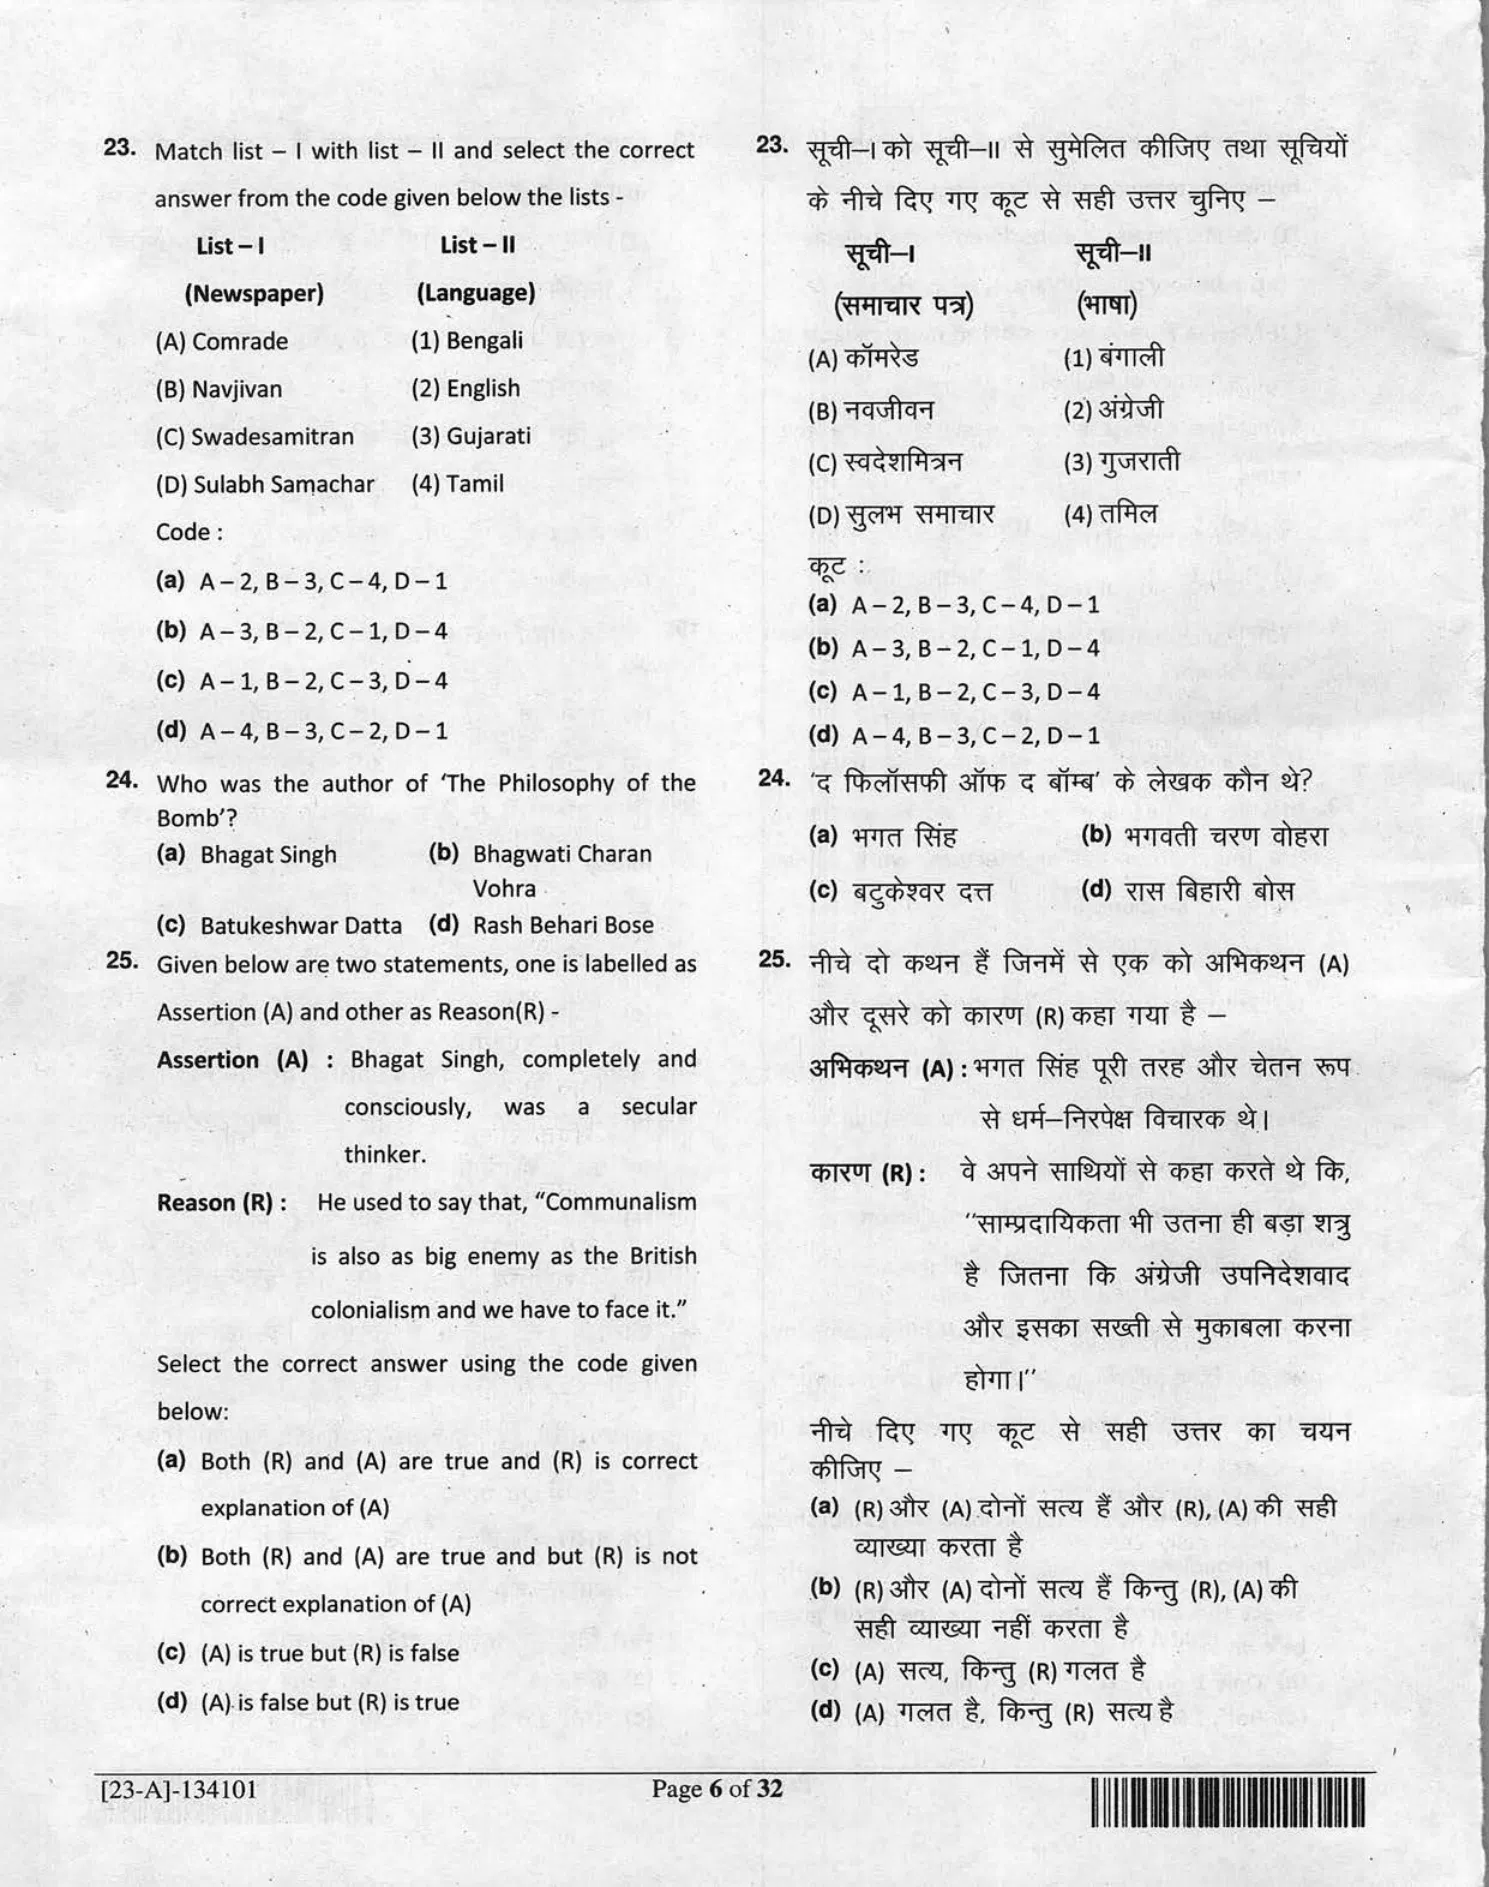 23. Match list – I with list – II and select the correct
answer from the code given below the lists -
List – I List – II
(Newspaper) (Language)
(A) Comrade (1) Bengali
(B) Navjivan (2) English
(C) Swadesamitran (3) Gujarati
(D) Sulabh Samachar (4) Tamil
Code :
(a) A – 2, B – 3, C – 4, D – 1
(b) A – 3, B – 2, C – 1, D – 4
(c) A – 1, B – 2, C – 3, D – 4
(d) A – 4, B – 3, C – 2, D – 1
24. Who was the author of ‘The Philosophy of the
Bomb’?
(a) Bhagat Singh (b) Bhagwati Charan
Vohra
(c) Batukeshwar Datta (d) Rash Behari Bose
25. Given below are two statements, one is labelled as
Assertion (A) and other as Reason(R) -
Assertion (A) : Bhagat Singh, completely and
consciously, was a secular
thinker.
Reason (R) : He used to say that, “Communalism
is also as big enemy as the British
colonialism and we have to face it.”
Select the correct answer using the code given
below:
(a) Both (R) and (A) are true and (R) is correct
explanation of (A)
(b) Both (R) and (A) are true and but (R) is not
correct explanation of (A)
(c) (A) is true but (R) is false
(d) (A) is false but (R) is true
23. सूची–I को सूची–II से सुमेलित कीजिए तथा सूचियों
के नीचे दिए गए कूट से सही उत्तर चुनिए –
सूची–I सूची–II
(समाचार पत्र) (भाषा)
(A) कॉमरेड (1) बंगाली
(B) नवजीवन (2) अंग्रेजी
(C) स्वदेशमित्रन (3) गुजराती
(D) सुलभ समाचार (4) तमिल
कूट :
(a) A – 2, B – 3, C – 4, D – 1
(b) A – 3, B – 2, C – 1, D – 4
(c) A – 1, B – 2, C – 3, D – 4
(d) A – 4, B – 3, C – 2, D – 1
24. ‘द फिलॉसफी ऑफ द बॉम्ब’ के लेखक कौन थे?
(a) भगत सिंह (b) भगवती चरण वोहरा
(c) बटुकेश्वर दत्त (d) रास बिहारी बोस
25. नीचे दो कथन हैं जिनमें से एक को अभिकथन (A)
और दूसरे को कारण (R) कहा गया है –
अभिकथन (A) : भगत सिंह पूरी तरह और चेतन रूप
से धर्म–निरपेक्ष विचारक थे।
कारण (R) : वे अपने साथियों से कहा करते थे कि,
“साम्प्रदायिकता भी उतना ही बड़ा शत्रु
है जितना कि अंग्रेजी उपनिदेशवाद
और इसका सख्ती से मुकाबला करना
होगा।”
नीचे दिए गए कूट से सही उत्तर का चयन
कीजिए –
(a) (R) और (A) दोनों सत्य हैं और (R), (A) की सही
व्याख्या करता है
(b) (R) और (A) दोनों सत्य हैं किन्तु (R), (A) की
सही व्याख्या नहीं करता है
(c) (A) सत्य, किन्तु (R) गलत है
(d) (A) गलत है, किन्तु (R) सत्य है
[23-A]-134101 Page 6 of 32